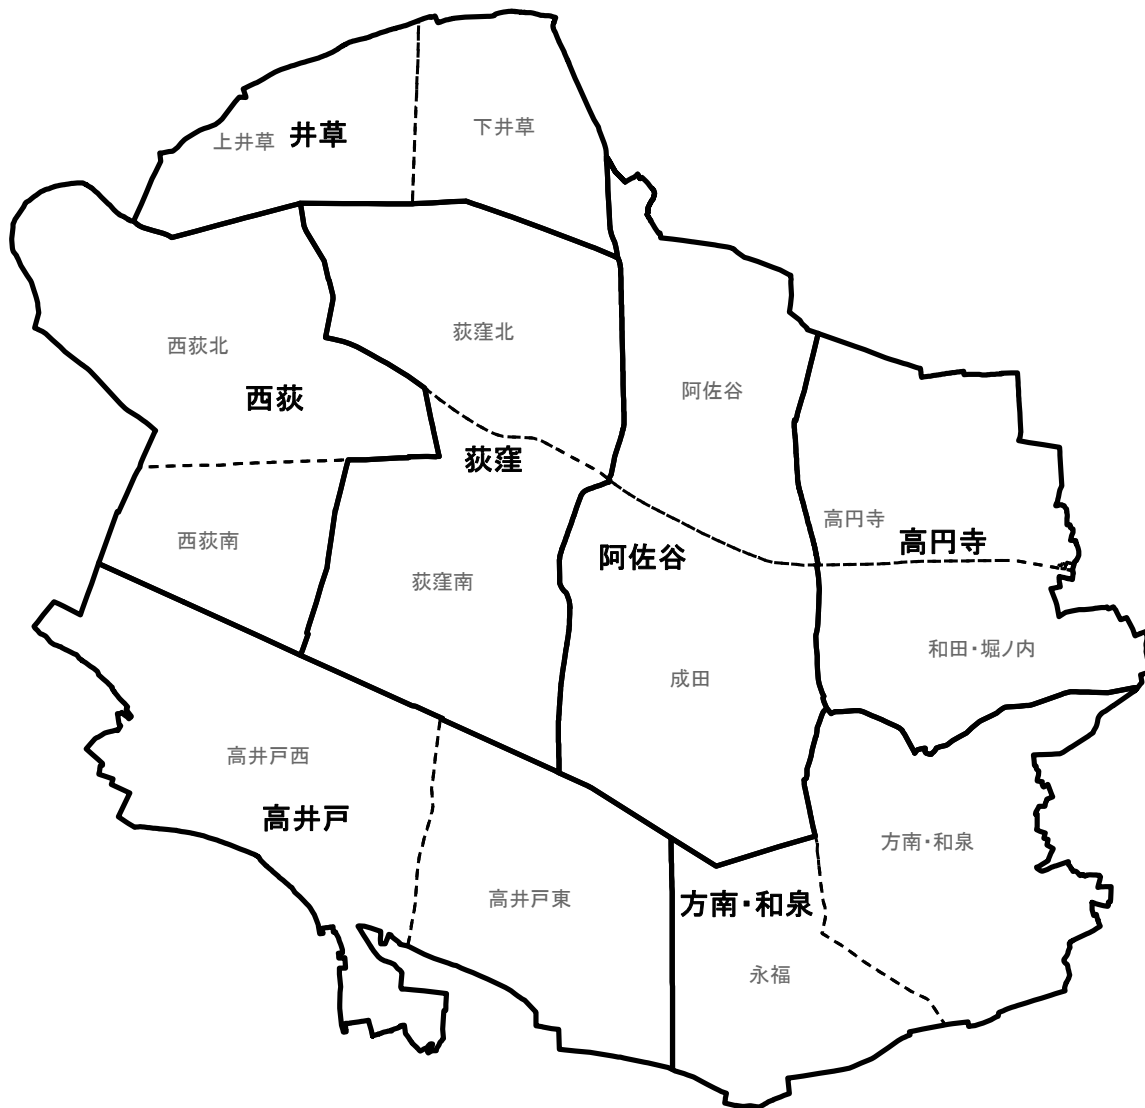 下井草
上井草
井草
荻窪北
西荻北
阿佐谷
西荻
荻窪
高円寺
西荻南
高円寺
阿佐谷
荻窪南
和田・堀ノ内
成田
高井戸西
高井戸
方南・和泉
高井戸東
方南・和泉
永福